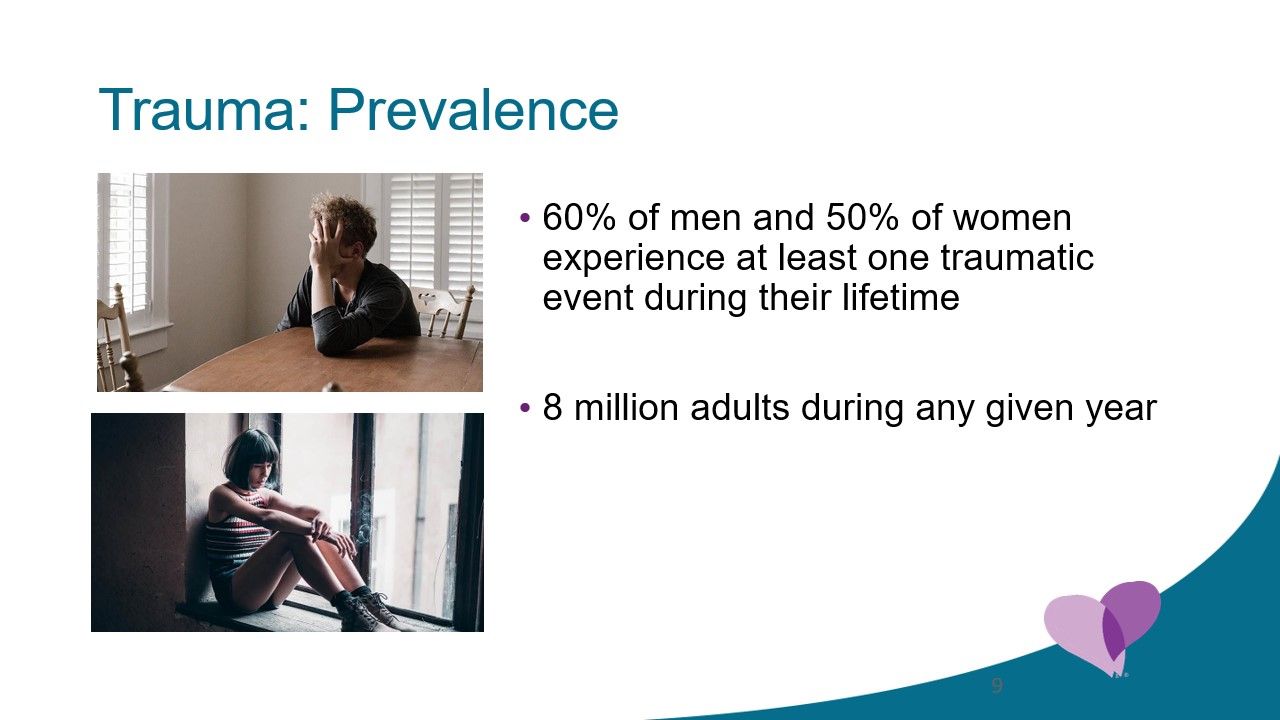 Trauma: Prevalence
• 60% of men and 50% of women
experience at least one traumatic
event during their lifetime
• 8 million adults during any given year
9